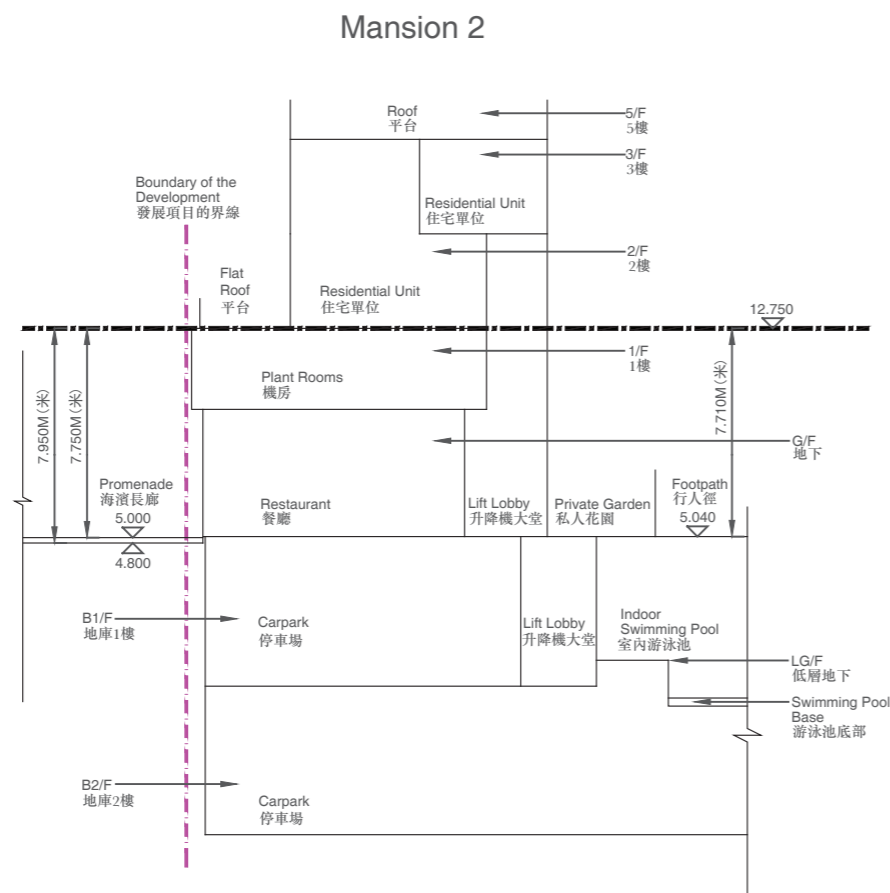 Mansion 2
Roof
平台
5/F
5樓
3/F
3樓
Boundary of the
Development
發展項目的界線
Residential Unit
住宅單位
2/F
2樓
Flat
Roof
平台
Residential Unit
住宅單位
12.750
1/F
1樓
Plant Rooms
機房
7.950M (米)
7.750M (米)
7.710M (米)
G/F
地下
Promenade
海濱長廊
5.000
4.800
Restaurant
餐廳
Lift Lobby
升降機大堂
Private Garden
私人花園
Footpath
行人徑
5.040
B1/F
地庫1樓
Carpark
停車場
Lift Lobby
升降機大堂
Indoor
Swimming Pool
室內游泳池
LG/F
低層地下
Swimming Pool
Base
游泳池底部
B2/F
地庫2樓
Carpark
停車場